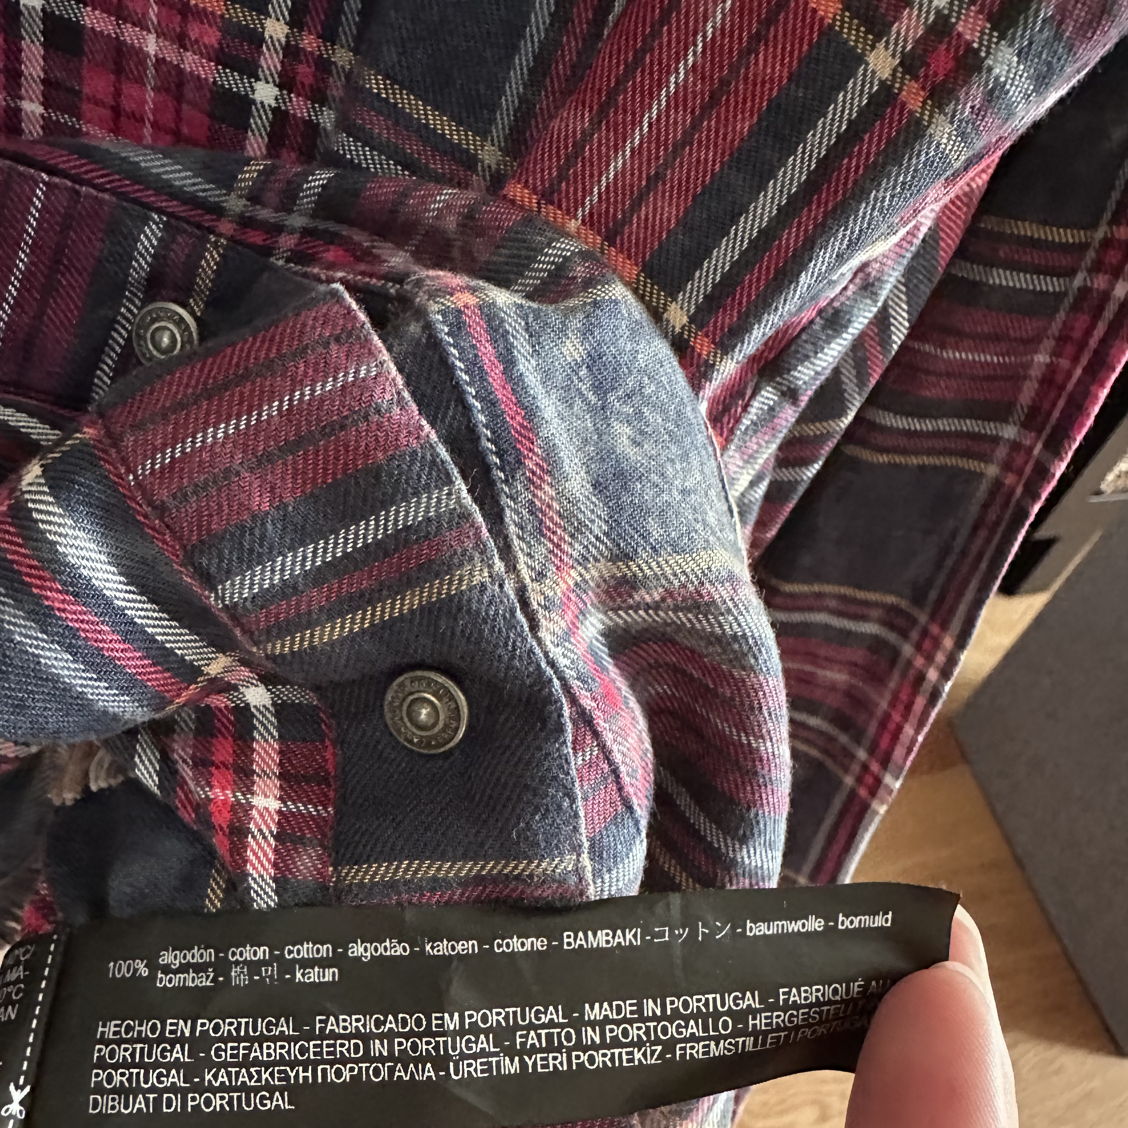 100% algodón - coton - cotton - algodão - katoen - cotone - BAMBAKI -コットン - baumwolle - bomuld
bombaž - 棉 -면 - katun
HECHO EN PORTUGAL - FABRICADO EM PORTUGAL - MADE IN PORTUGAL - FABRIQUÉ AU
PORTUGAL - GEFABRICEERD IN PORTUGAL - FATTO IN PORTOGALLO - HERGESTELLT
PORTUGAL - ΚΑΤΑΣΚΕΥΗ ΠΟΡΤΟΓΑΛΙΑ - ÜRETİM YERİ PORTEKİZ - FREMSTILLET I PORTUGAL
DIBUAT DI PORTUGAL